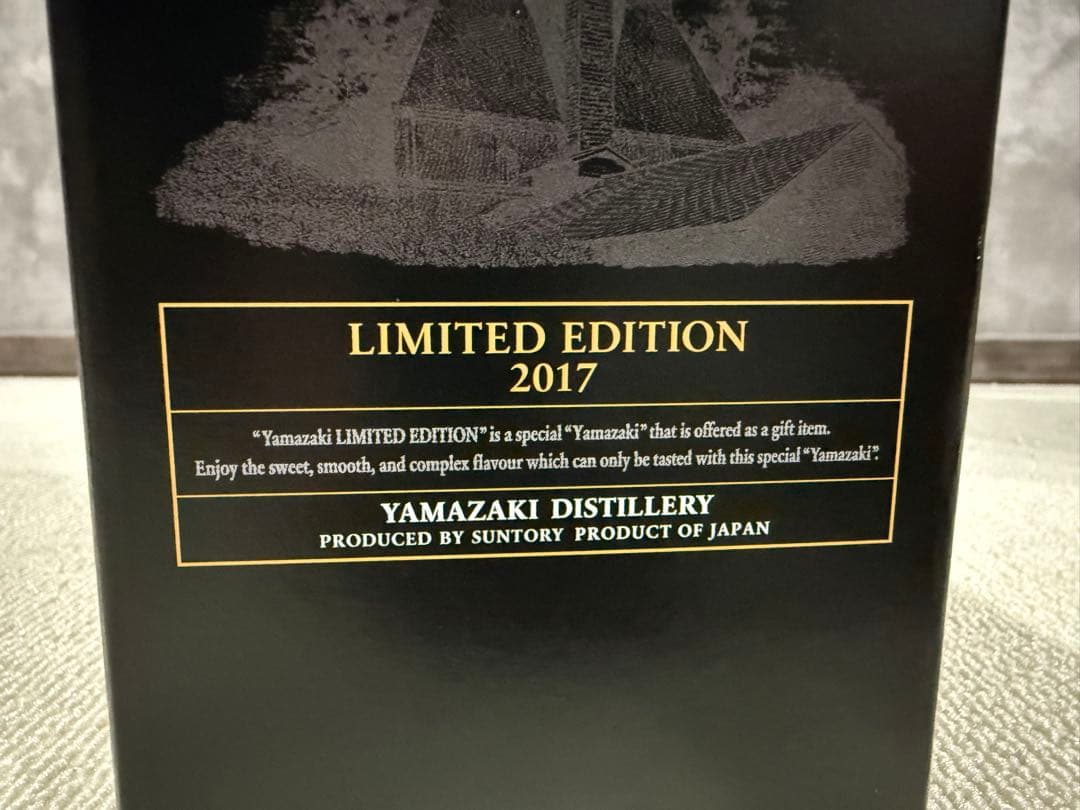 LIMITED EDITION
2017
“Yamazaki LIMITED EDITION” is a special “Yamazaki” that is offered as a gift item.
Enjoy the sweet, smooth, and complex flavour which can only be tasted with this special “Yamazaki”.
YAMAZAKI DISTILLERY
PRODUCED BY SUNTORY PRODUCT OF JAPAN